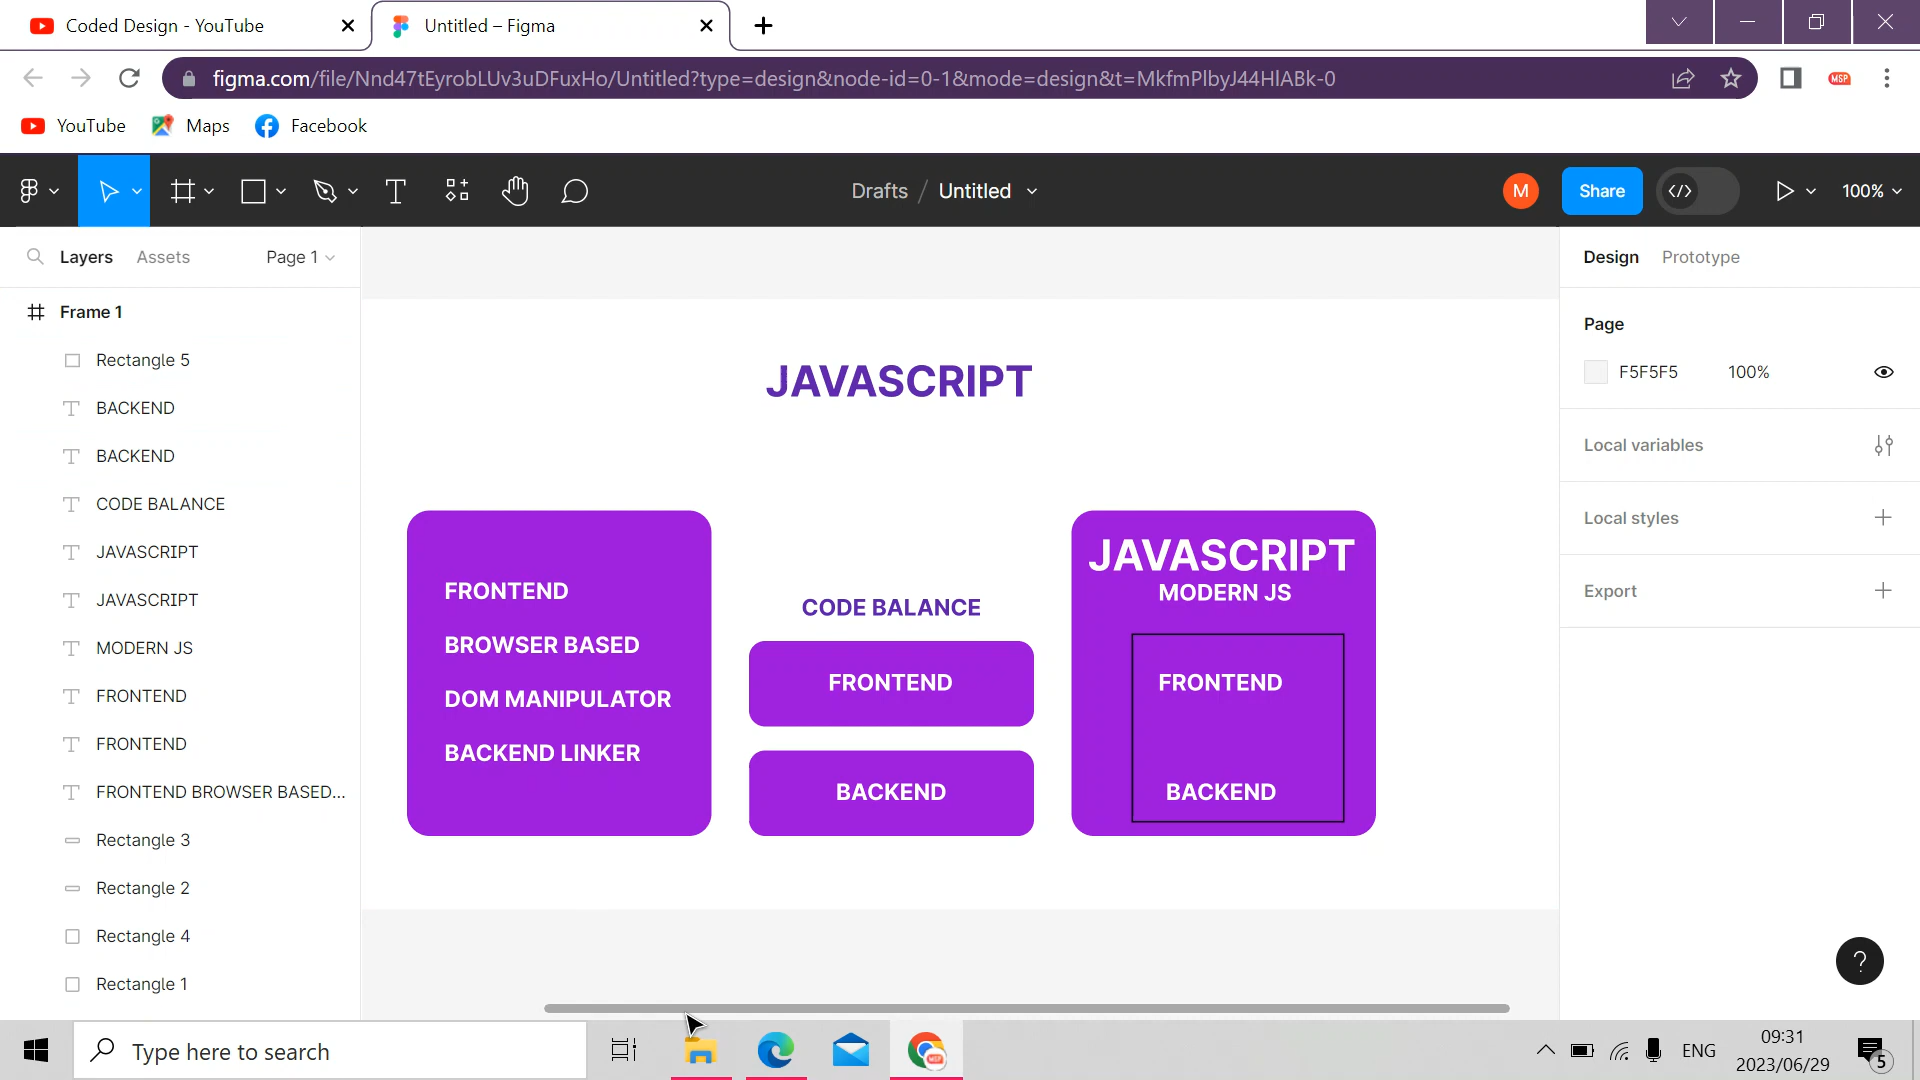 Coded Design - YouTube
Untitled – Figma
figma.com/file/Nnd47tEyrobLUv3uDFuxHo/Untitled?type=design&node-id=0-1&mode=design&t=MkfmPlbyJ44HlABk-0
MSP
YouTube
Maps
Facebook
Drafts / Untitled
M
Share
100%
Layers
Assets
Page 1
Design
Prototype
Frame 1
Rectangle 5
BACKEND
BACKEND
CODE BALANCE
JAVASCRIPT
JAVASCRIPT
MODERN JS
FRONTEND
FRONTEND
FRONTEND BROWSER BASED...
Rectangle 3
Rectangle 2
Rectangle 4
Rectangle 1
JAVASCRIPT
FRONTEND
BROWSER BASED
DOM MANIPULATOR
BACKEND LINKER
CODE BALANCE
FRONTEND
BACKEND
JAVASCRIPT
MODERN JS
FRONTEND
BACKEND
Page
F5F5F5
100%
Local variables
Local styles
Export
?
Type here to search
MSP
ENG
09:31
2023/06/29
5